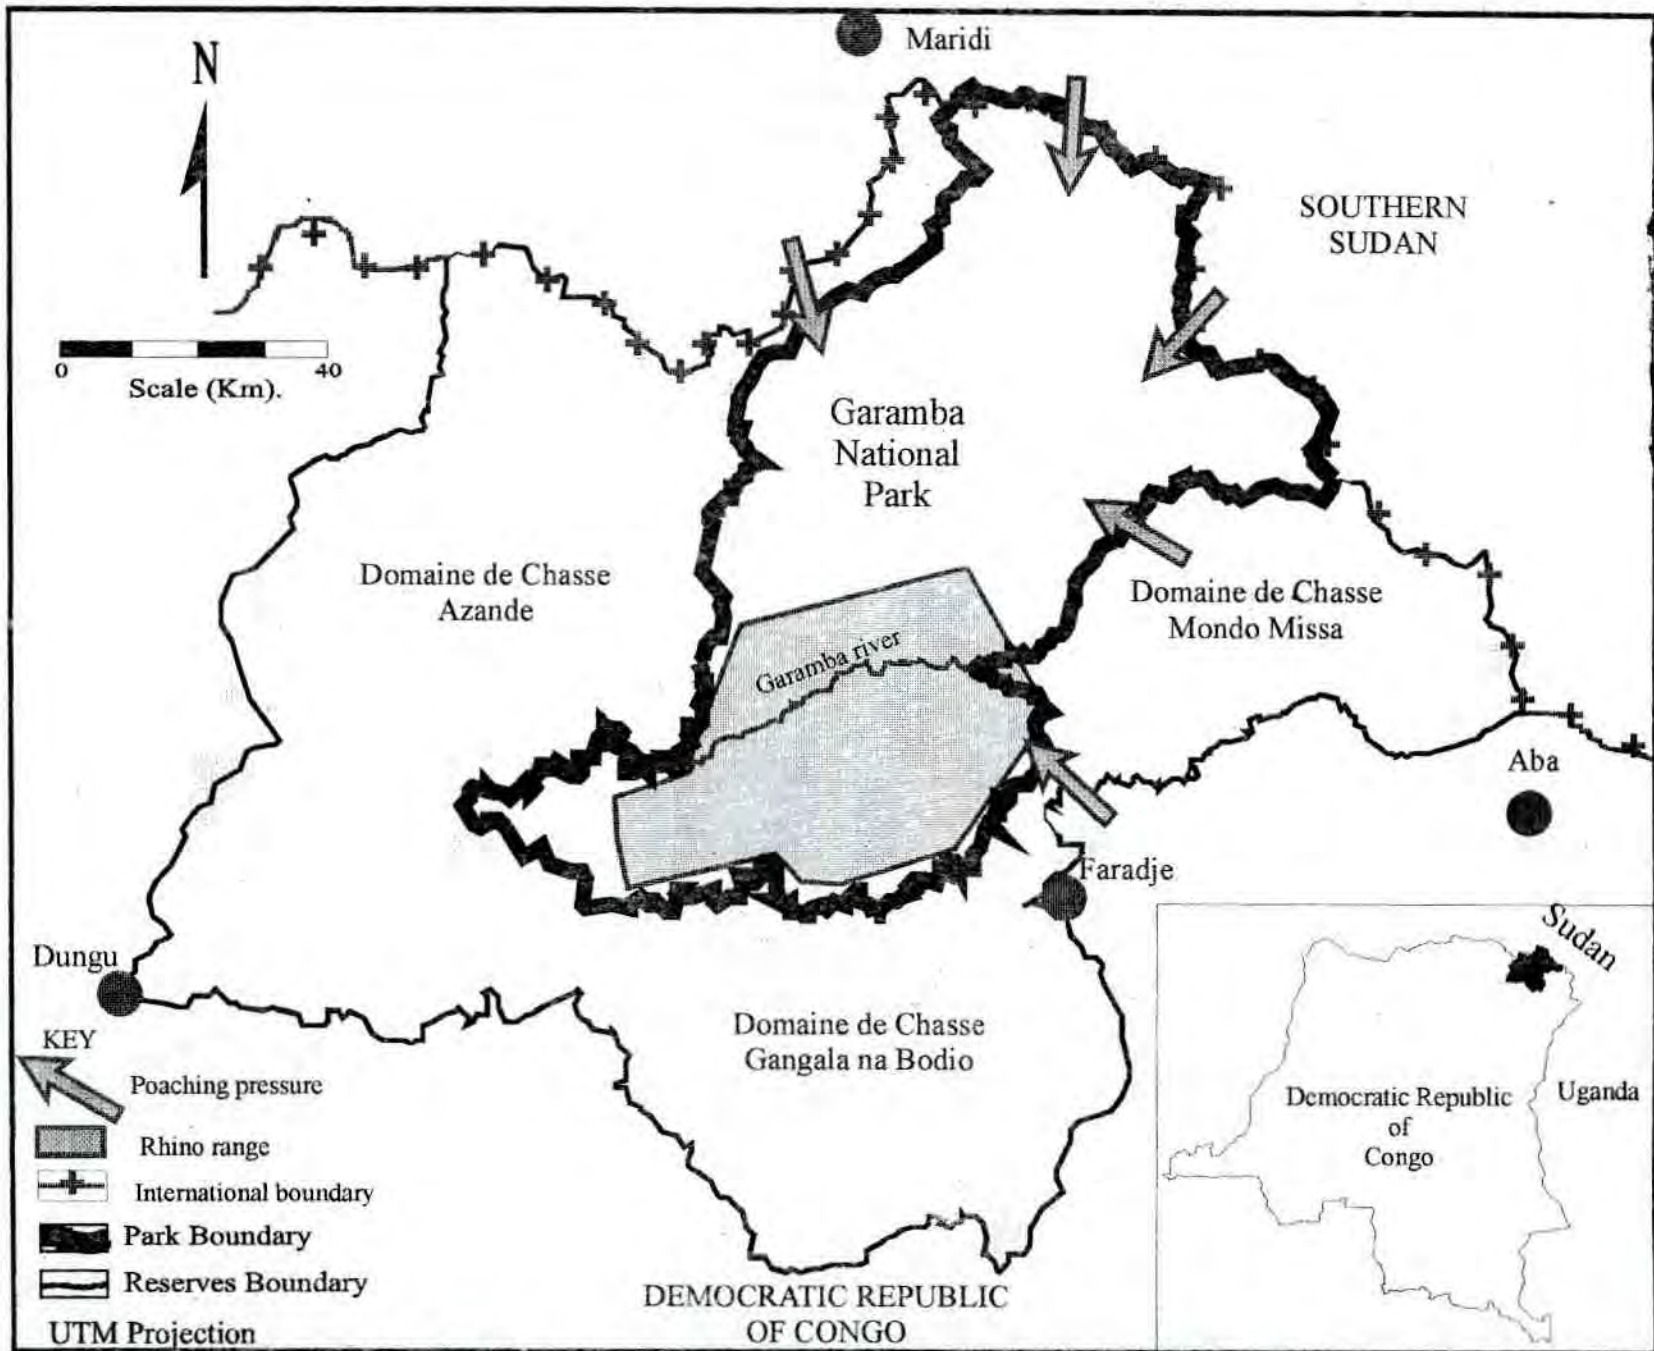 Maridi
N
SOUTHERN
SUDAN
0
40
Scale (Km).
Garamba
National
Park
Domaine de Chasse
Azande
Domaine de Chasse
Mondo Missa
Garamba river
Aba
Faradje
Dungu
Domaine de Chasse
Gangala na Bodio
KEY
Poaching pressure
Rhino range
International boundary
Park Boundary
Reserves Boundary
UTM Projection
DEMOCRATIC REPUBLIC
OF CONGO
Sudan
Uganda
Democratic Republic
of
Congo